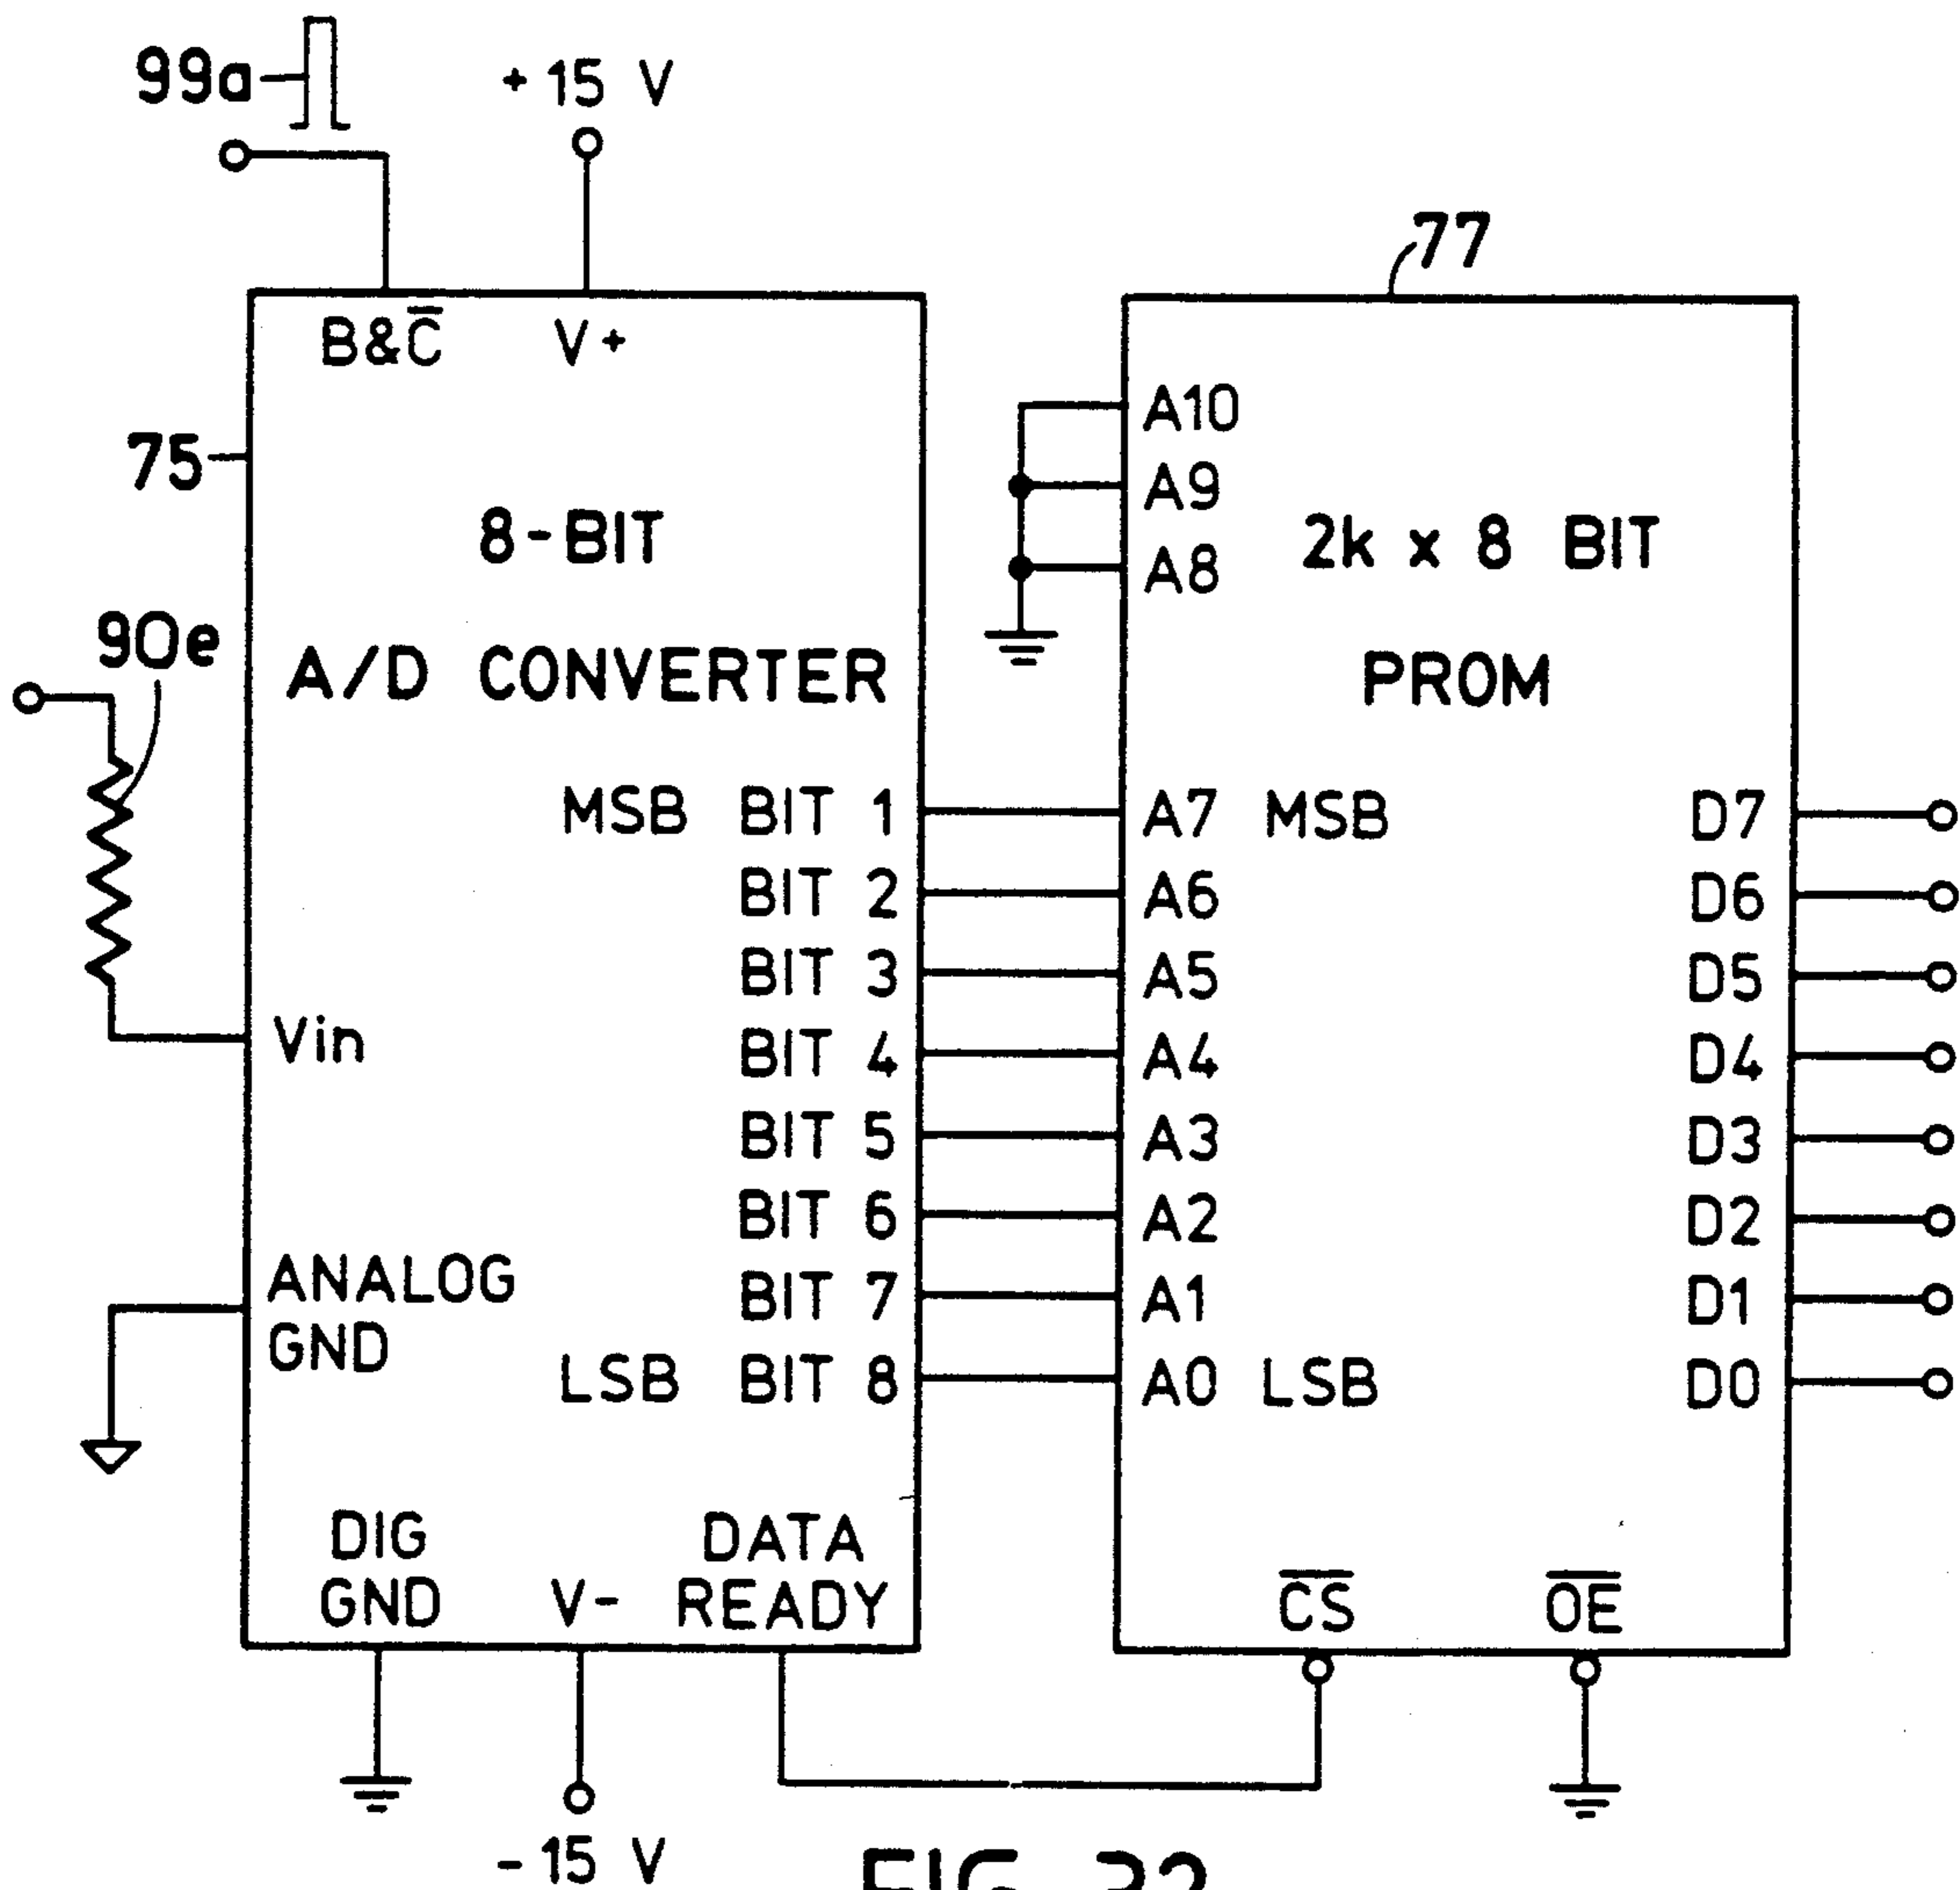 99a
+15 V
77
B&C̅
V+
75
8-BIT
A/D CONVERTER
90e
Vin
ANALOG
GND
MSB BIT 1
BIT 2
BIT 3
BIT 4
BIT 5
BIT 6
BIT 7
LSB BIT 8
DIG
GND
V-
DATA
READY
-15 V
A10
A9
A8
2k x 8 BIT
PROM
A7 MSB
A6
A5
A4
A3
A2
A1
A0 LSB
D7
D6
D5
D4
D3
D2
D1
D0
C̅S̅
O̅E̅